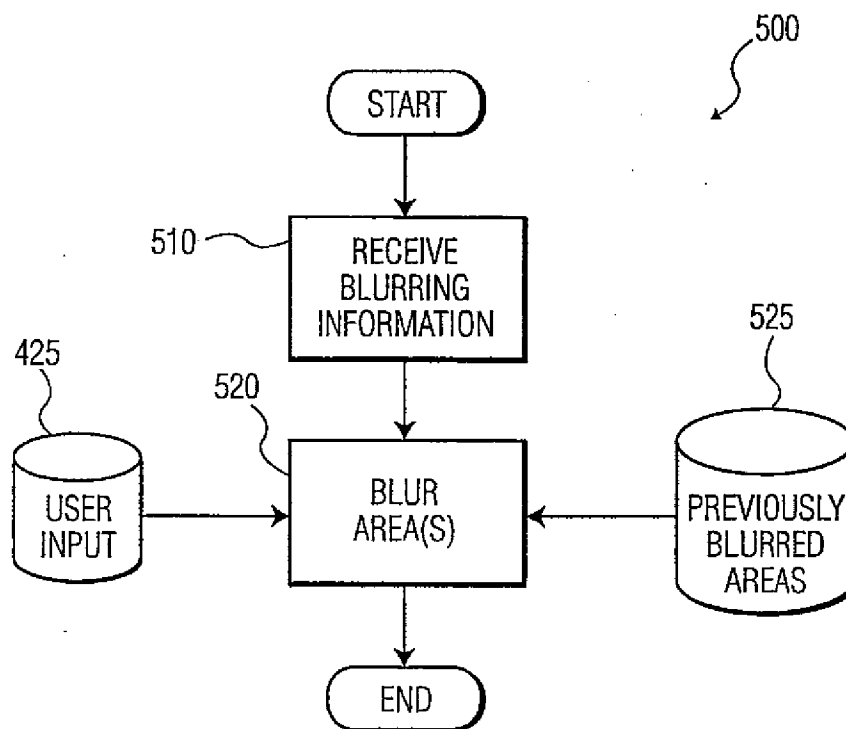 500
START
510
RECEIVE
BLURRING
INFORMATION
425
520
525
USER
INPUT
BLUR
AREA(S)
PREVIOUSLY
BLURRED
AREAS
END